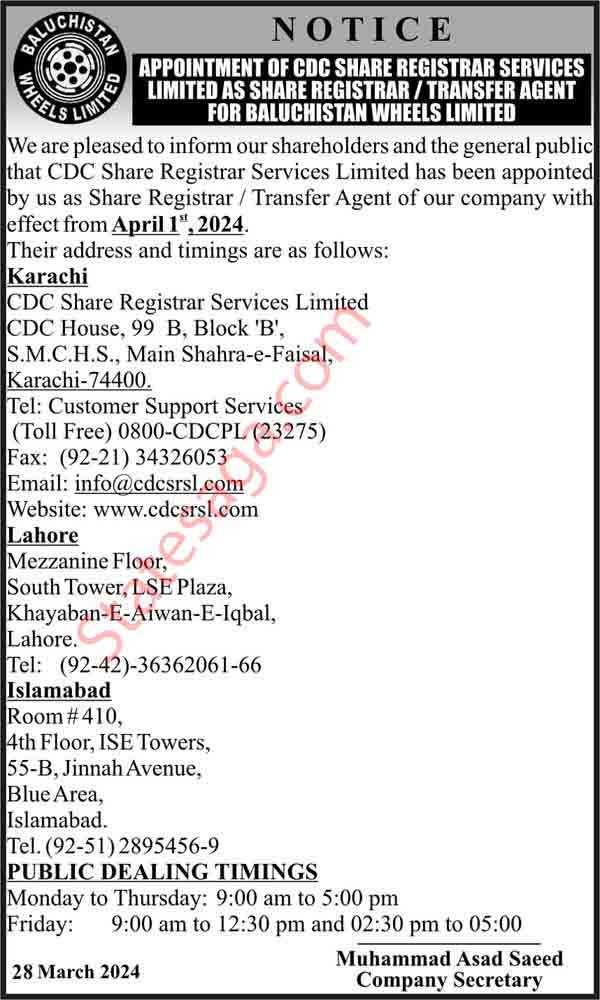 BALUCHISTAN
WHEELS LIMITED
NOTICE
APPOINTMENT OF CDC SHARE REGISTRAR SERVICES
LIMITED AS SHARE REGISTRAR / TRANSFER AGENT
FOR BALUCHISTAN WHEELS LIMITED
We are pleased to inform our shareholders and the general public
that CDC Share Registrar Services Limited has been appointed
by us as Share Registrar / Transfer Agent of our company with
effect from April 1st, 2024.
Their address and timings are as follows:
Karachi
CDC Share Registrar Services Limited
CDC House, 99 B, Block 'B',
S.M.C.H.S., Main Shahra-e-Faisal,
Karachi-74400.
Tel: Customer Support Services
(Toll Free) 0800-CDCPL (23275)
Fax: (92-21) 34326053
Email: info@cdcsrsl.com
Website: www.cdcsrsl.com
Lahore
Mezzanine Floor,
South Tower, LSE Plaza,
Khayaban-E-Aiwan-E-Iqbal,
Lahore.
Tel: (92-42)-36362061-66
Islamabad
Room # 410,
4th Floor, ISE Towers,
55-B, Jinnah Avenue,
Blue Area,
Islamabad.
Tel. (92-51) 2895456-9
PUBLIC DEALING TIMINGS
Monday to Thursday: 9:00 am to 5:00 pm
Friday: 9:00 am to 12:30 pm and 02:30 pm to 05:00
28 March 2024
Muhammad Asad Saeed
Company Secretary
Statesaga.com